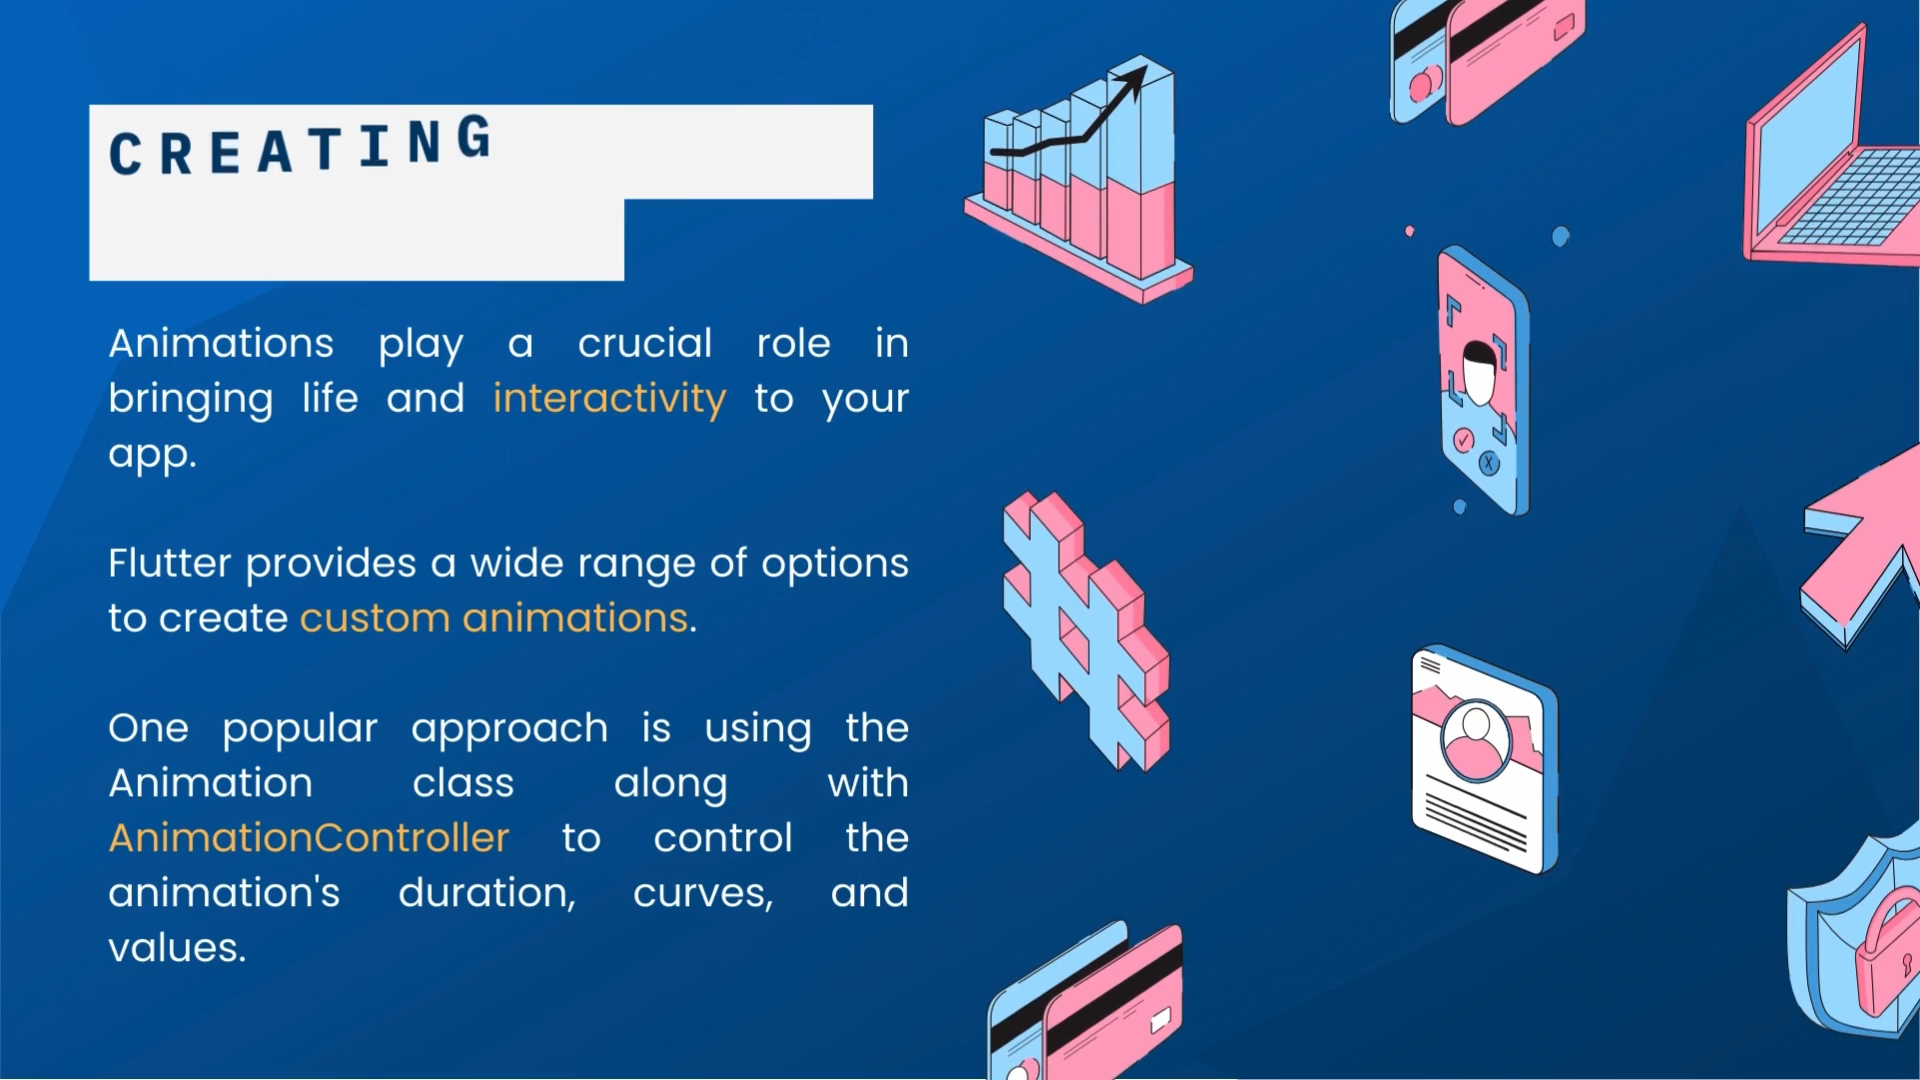 CREATING
Animations play a crucial role in
bringing life and interactivity to your
app.
Flutter provides a wide range of options
to create custom animations.
One popular approach is using the
Animation class along with
AnimationController to control the
animation's duration, curves, and
values.